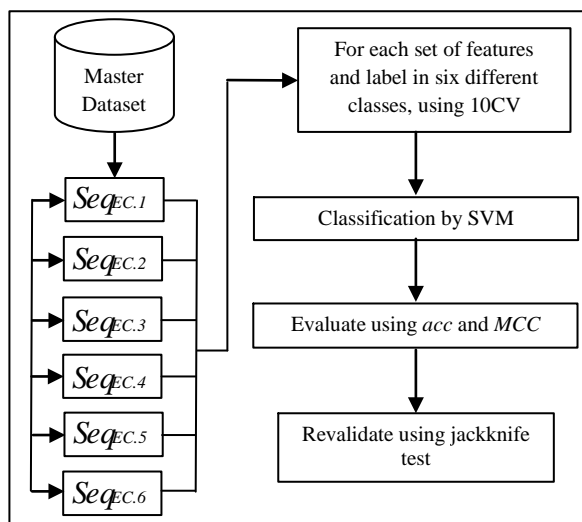 Master
Dataset
SeqEC.1
SeqEC.2
SeqEC.3
SeqEC.4
SeqEC.5
SeqEC.6
For each set of features
and label in six different
classes, using 10CV
Classification by SVM
Evaluate using acc and MCC
Revalidate using jackknife
test